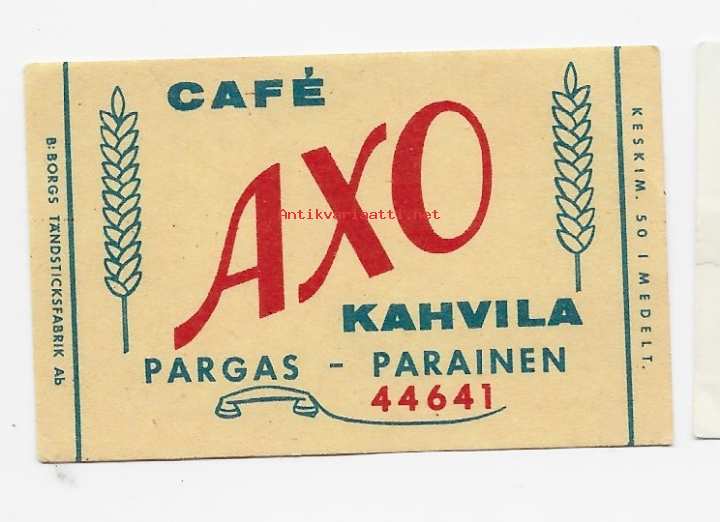 CAFÉ
AXO
Antikvariaatti.net
KAHVILA
PARGAS - PARAINEN
44641
B:BORGS TÄNDSTICKSFABRIK Ab
KESKIM. 50 I MEDELT.